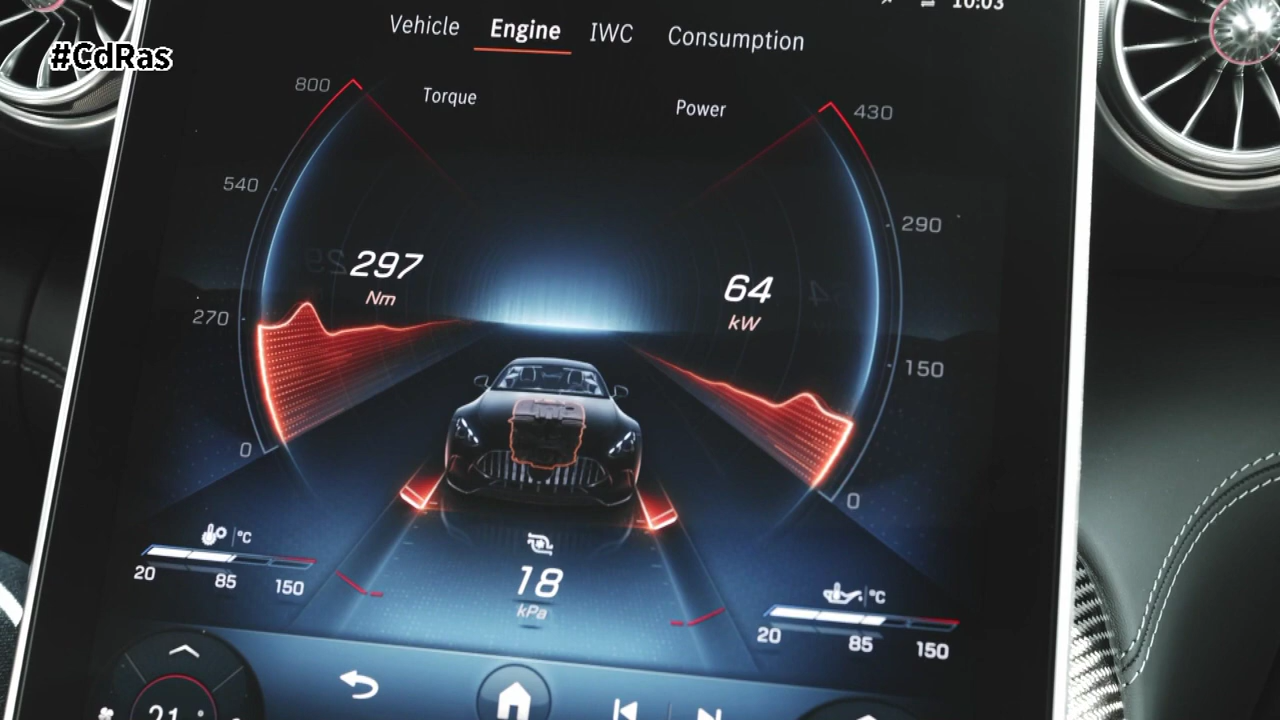 10:03
#CdRas
Vehicle Engine IWC Consumption
800 Torque Power 430
540 290
297 64
Nm kW
270 150
0 0
°C
20 85 150
18
kPa
°C
20 85 150
21